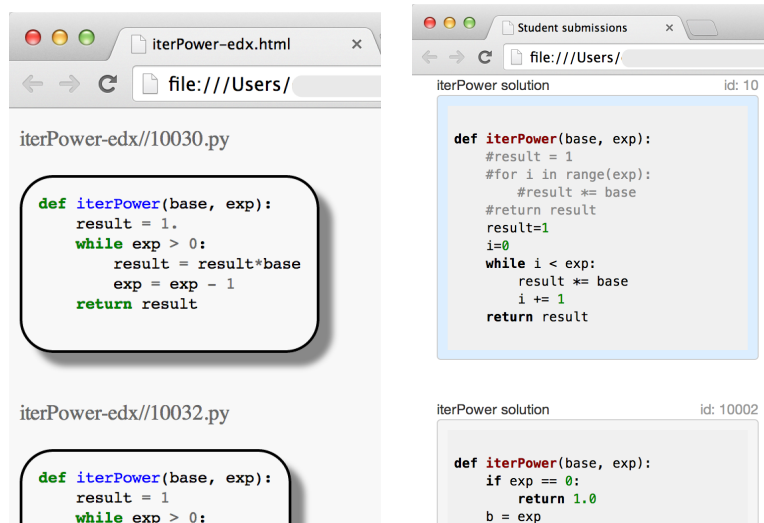 iterPower-edx.html
file:///Users/
iterPower-edx//10030.py
def iterPower(base, exp):
    result = 1.
    while exp > 0:
        result = result*base
        exp = exp - 1
    return result
iterPower-edx//10032.py
def iterPower(base, exp):
    result = 1
    while exp > 0:
Student submissions
file:///Users/
iterPower solution id: 10
def iterPower(base, exp):
    #result = 1
    #for i in range(exp):
        #result *= base
    #return result
    result=1
    i=0
    while i < exp:
        result *= base
        i += 1
    return result
iterPower solution id: 10002
def iterPower(base, exp):
    if exp == 0:
        return 1.0
    b = exp